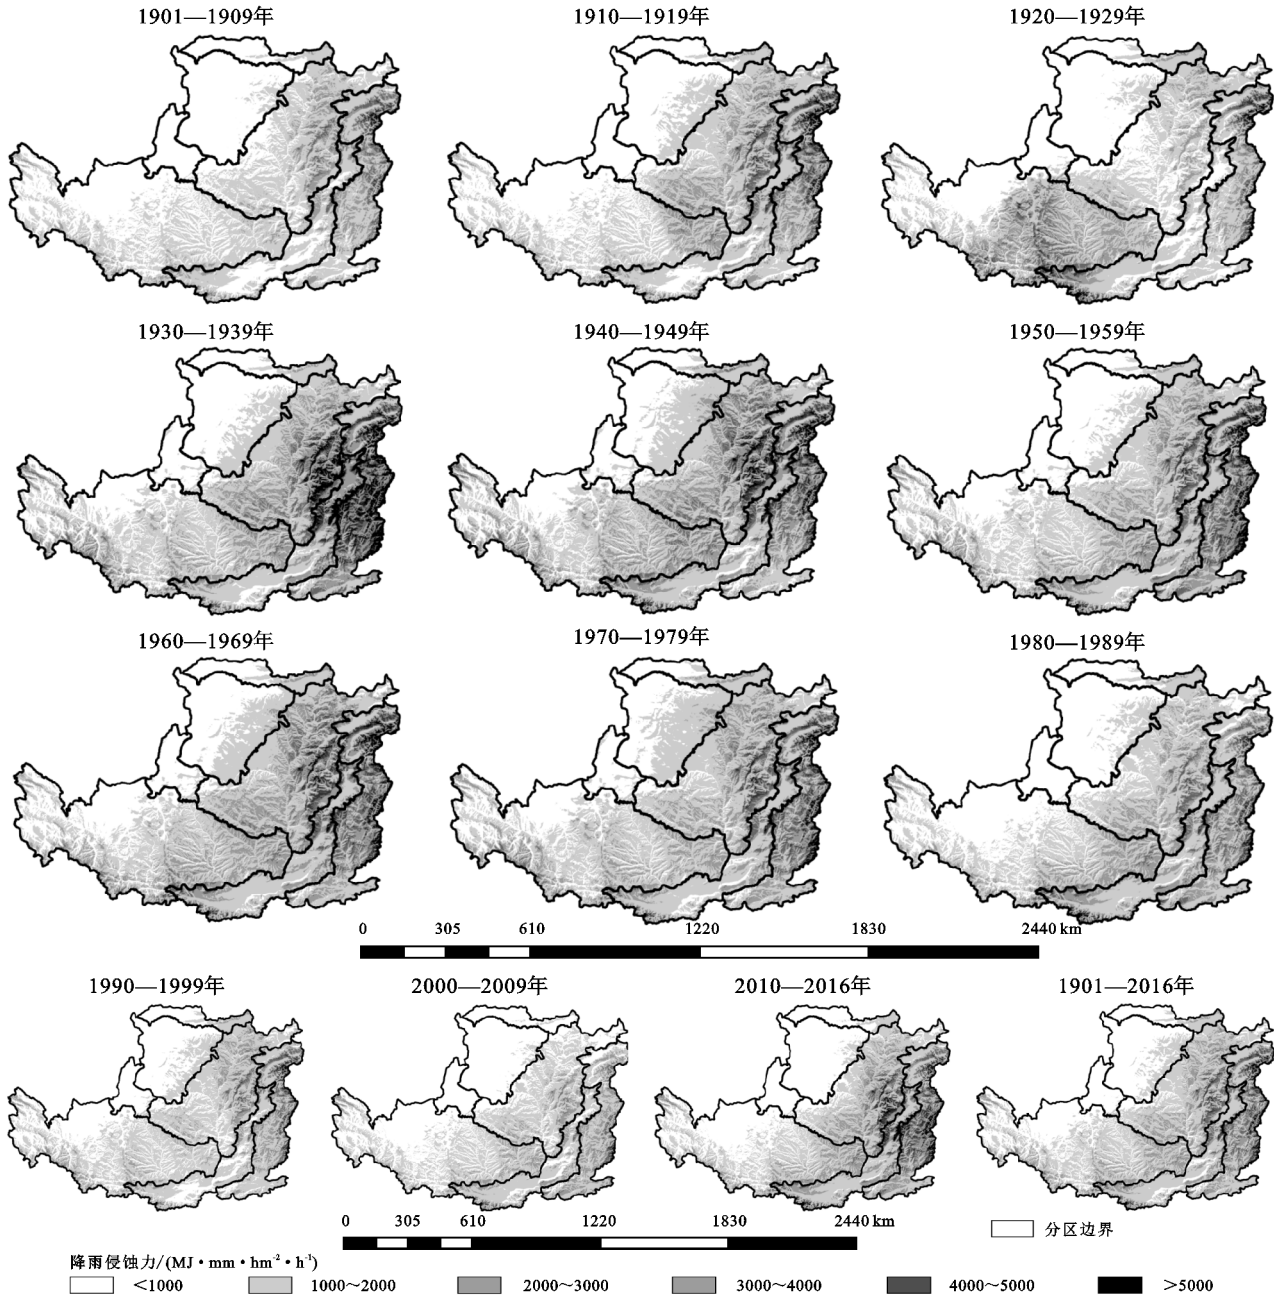 1901—1909年 1910—1919年 1920—1929年
1930—1939年 1940—1949年 1950—1959年
1960—1969年 1970—1979年 1980—1989年
0 305 610 1220 1830 2440 km
1990—1999年 2000—2009年 2010—2016年 1901—2016年
0 305 610 1220 1830 2440 km
分区边界
降雨侵蚀力/(MJ·mm·hm⁻²·h⁻¹)
<1000 1000~2000 2000~3000 3000~4000 4000~5000 >5000